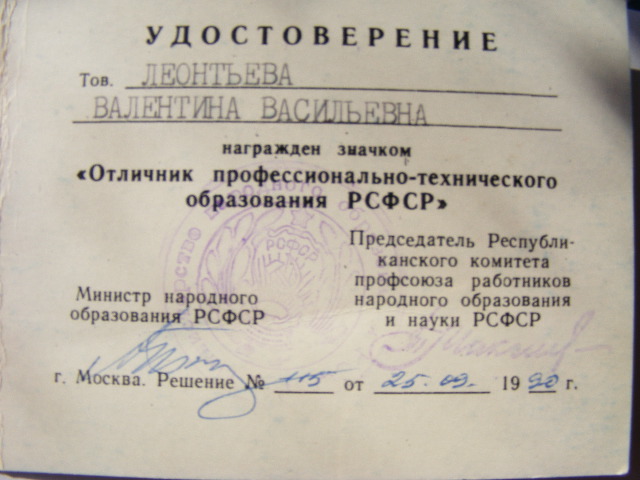 УДОСТОВЕРЕНИЕ
Тов. ЛЕОНТЬЕВА
ВАЛЕНТИНА ВАСИЛЬЕВНА
награжден значком
«Отличник профессионально-технического
образования РСФСР»
Министр народного
образования РСФСР
Председатель Республи-
канского комитета
профсоюза работников
народного образования
и науки РСФСР
г. Москва. Решение № 115 от 25.09. 1990 г.
РСФСР